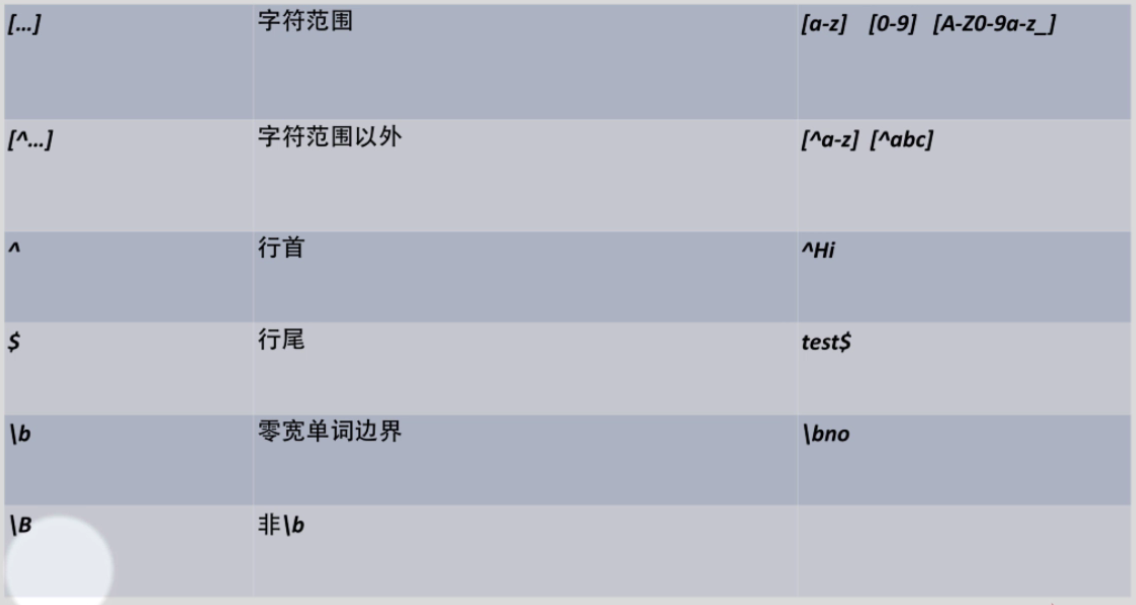 […] 字符范围 [a-z] [0-9] [A-Z0-9a-z_]
[^…] 字符范围以外 [^a-z] [^abc]
^ 行首 ^Hi
$ 行尾 test$
\b 零宽单词边界 \bno
\B 非\b